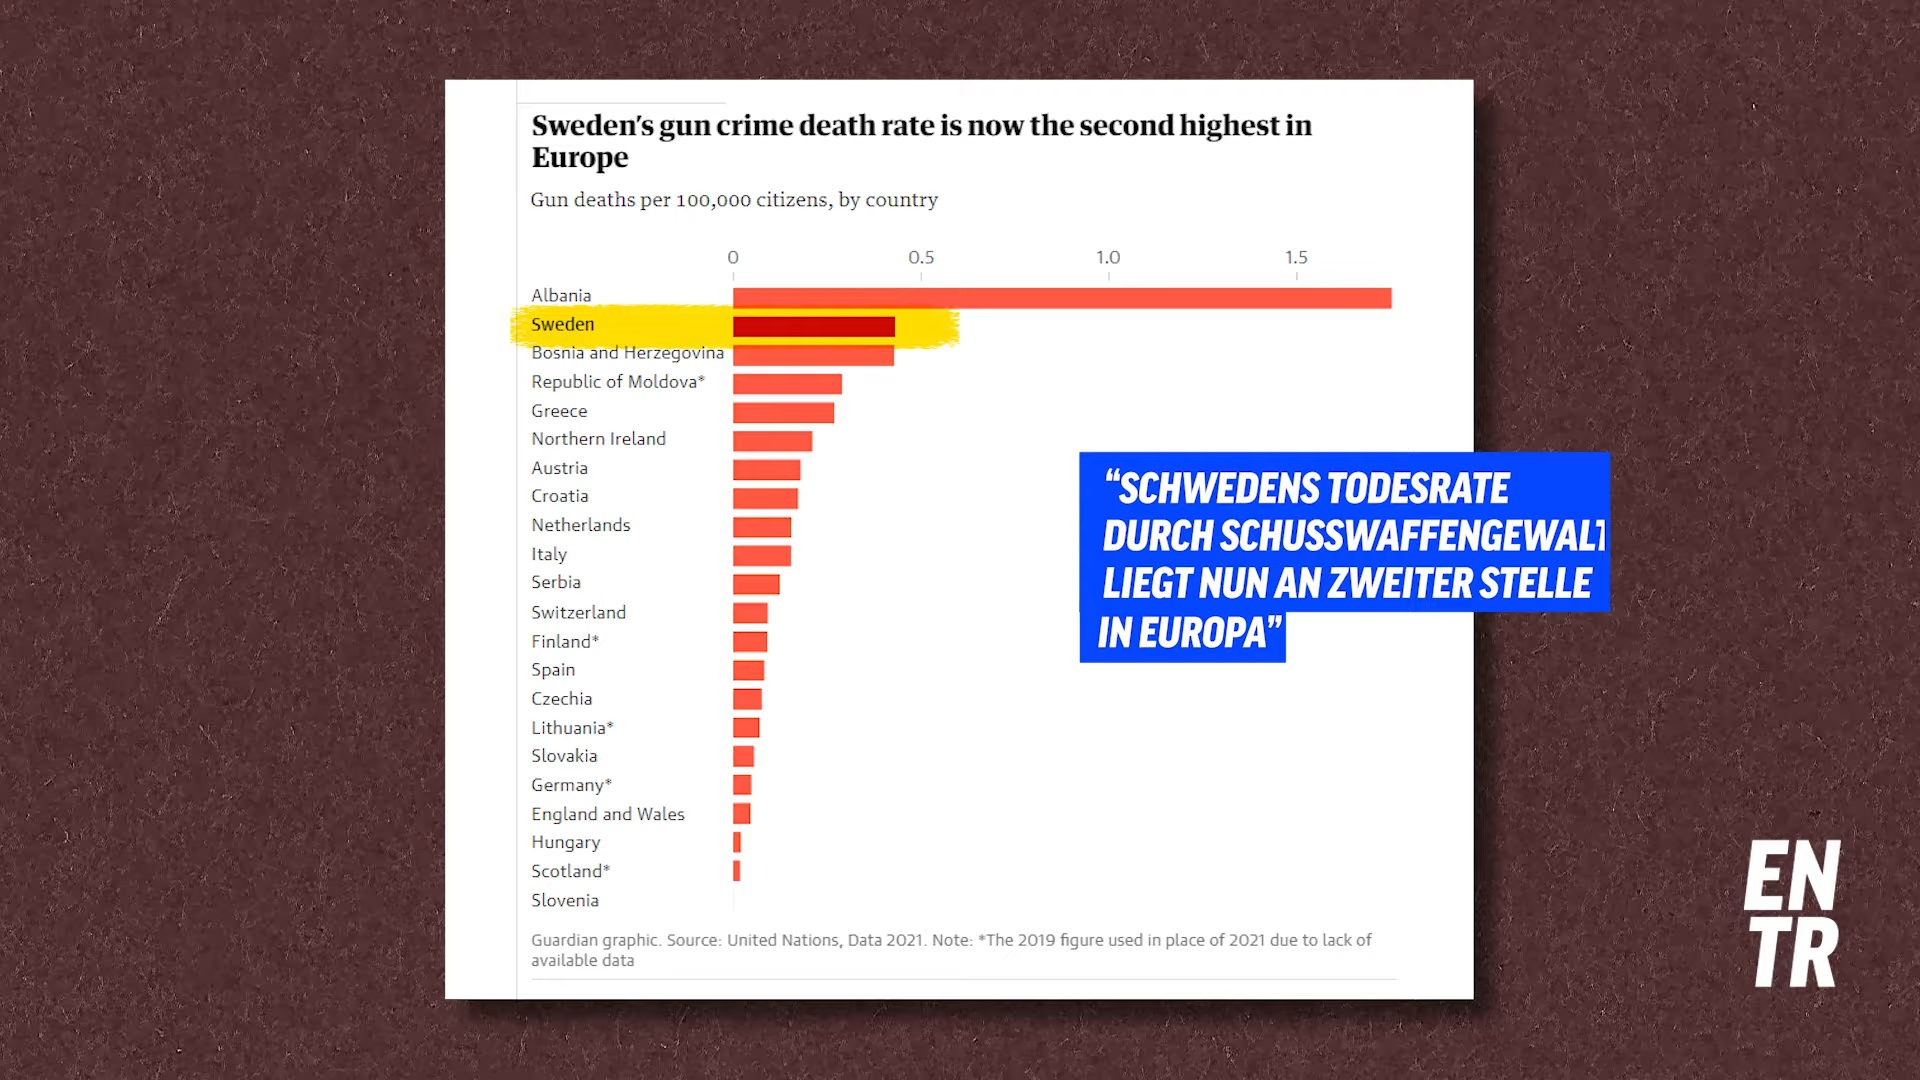 Sweden's gun crime death rate is now the second highest in
Europe
Gun deaths per 100,000 citizens, by country
0 0.5 1.0 1.5
Albania
Sweden
Bosnia and Herzegovina
Republic of Moldova*
Greece
Northern Ireland
Austria
Croatia
Netherlands
Italy
Serbia
Switzerland
Finland*
Spain
Czechia
Lithuania*
Slovakia
Germany*
England and Wales
Hungary
Scotland*
Slovenia
Guardian graphic. Source: United Nations, Data 2021. Note: *The 2019 figure used in place of 2021 due to lack of
available data
“SCHWEDENS TODESRATE
DURCH SCHUSSWAFFENGEWALT
LIEGT NUN AN ZWEITER STELLE
IN EUROPA”
EN
TR